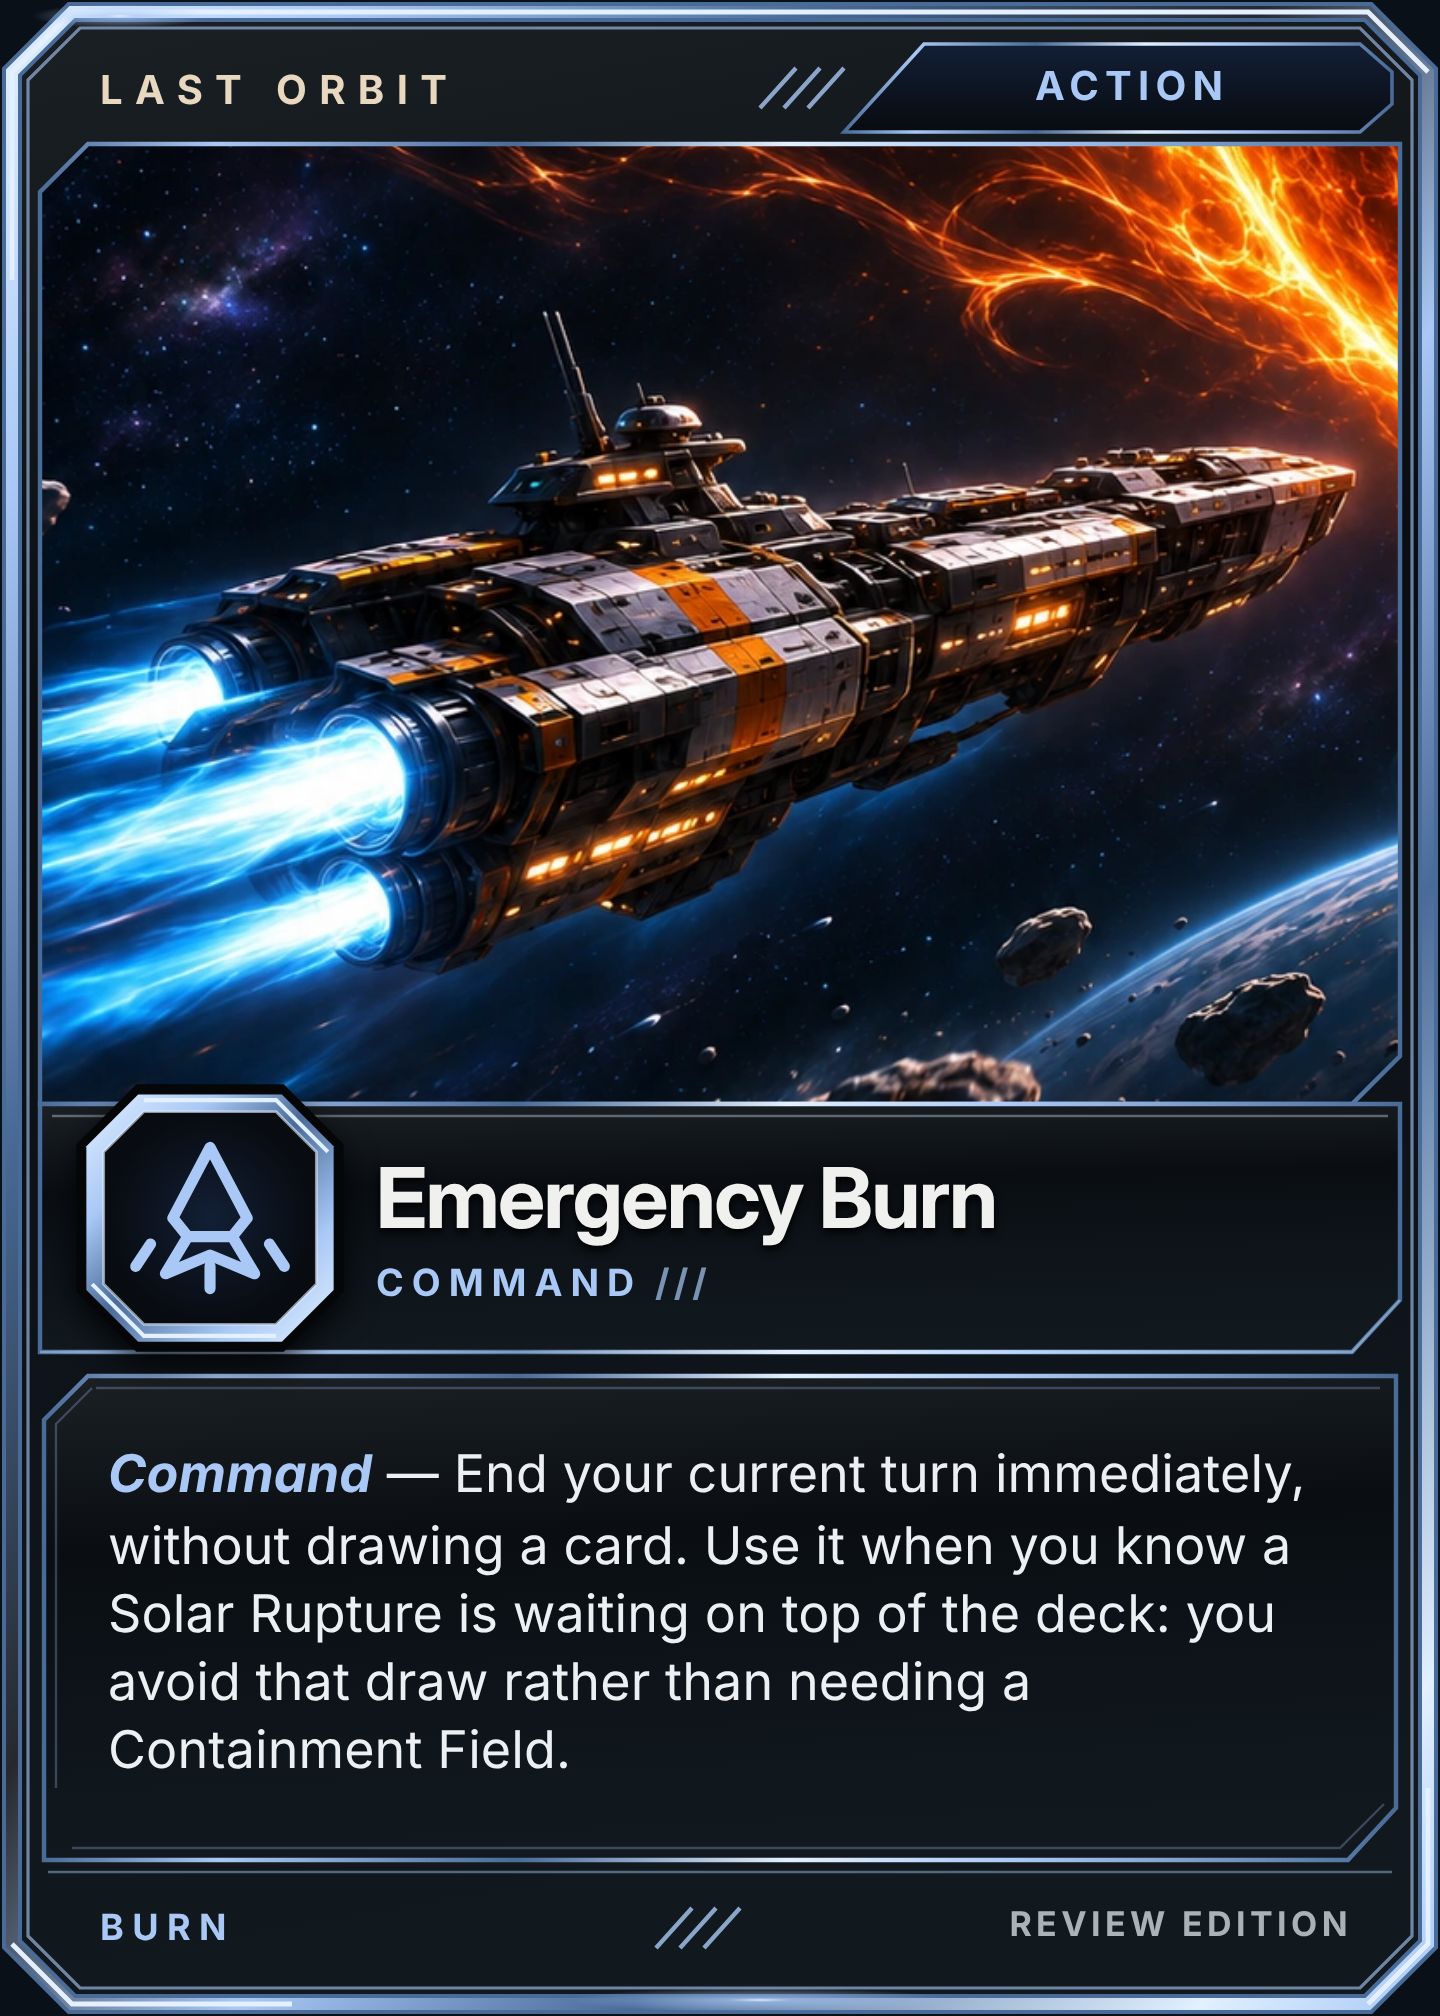 LAST ORBIT
ACTION
Emergency Burn
COMMAND ///
Command — End your current turn immediately,
without drawing a card. Use it when you know a
Solar Rupture is waiting on top of the deck: you
avoid that draw rather than needing a
Containment Field.
BURN
REVIEW EDITION